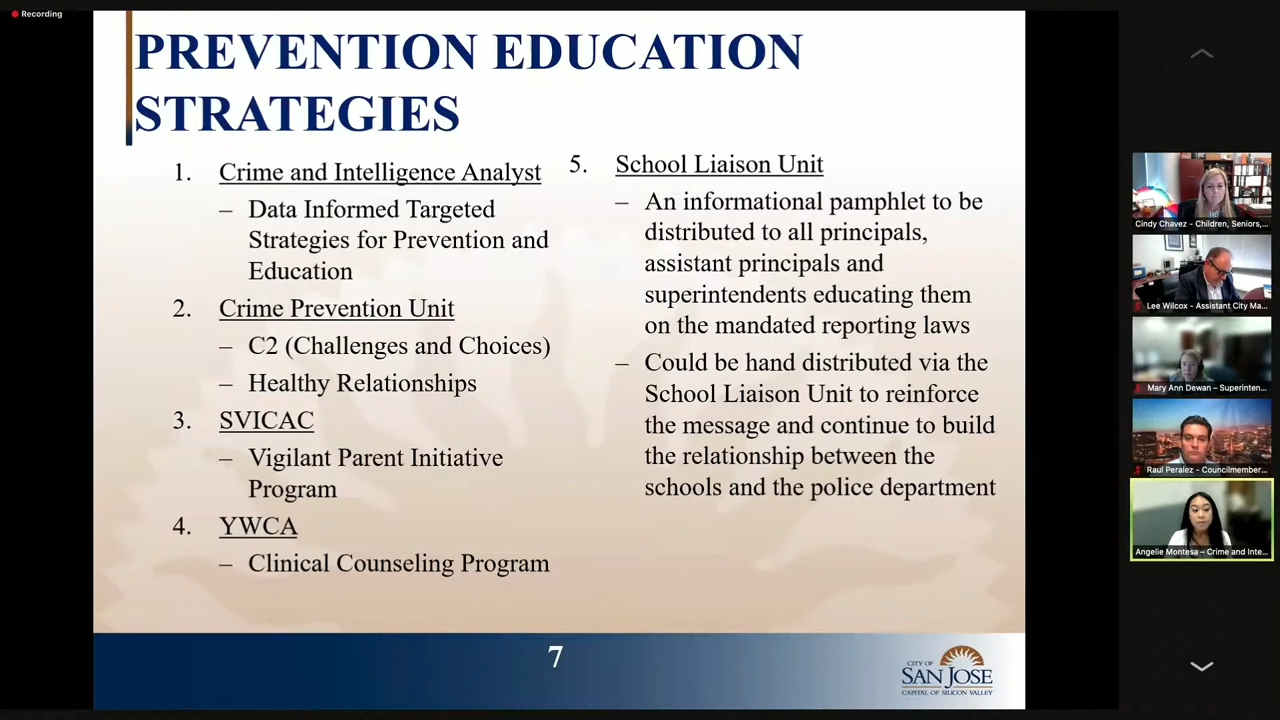 Recording
PREVENTION EDUCATION
STRATEGIES
1. Crime and Intelligence Analyst
– Data Informed Targeted
Strategies for Prevention and
Education
2. Crime Prevention Unit
– C2 (Challenges and Choices)
– Healthy Relationships
3. SVICAC
– Vigilant Parent Initiative
Program
4. YWCA
– Clinical Counseling Program
5. School Liaison Unit
– An informational pamphlet to be
distributed to all principals,
assistant principals and
superintendents educating them
on the mandated reporting laws
– Could be hand distributed via the
School Liaison Unit to reinforce
the message and continue to build
the relationship between the
schools and the police department
7
CITY OF
SAN JOSE
CAPITAL OF SILICON VALLEY
Cindy Chavez - Children, Seniors,...
Lee Wilcox - Assistant City Ma...
Mary Ann Dewan – Superinten...
Raul Peralez - Councilmember...
Angelie Montesa – Crime and Inte...